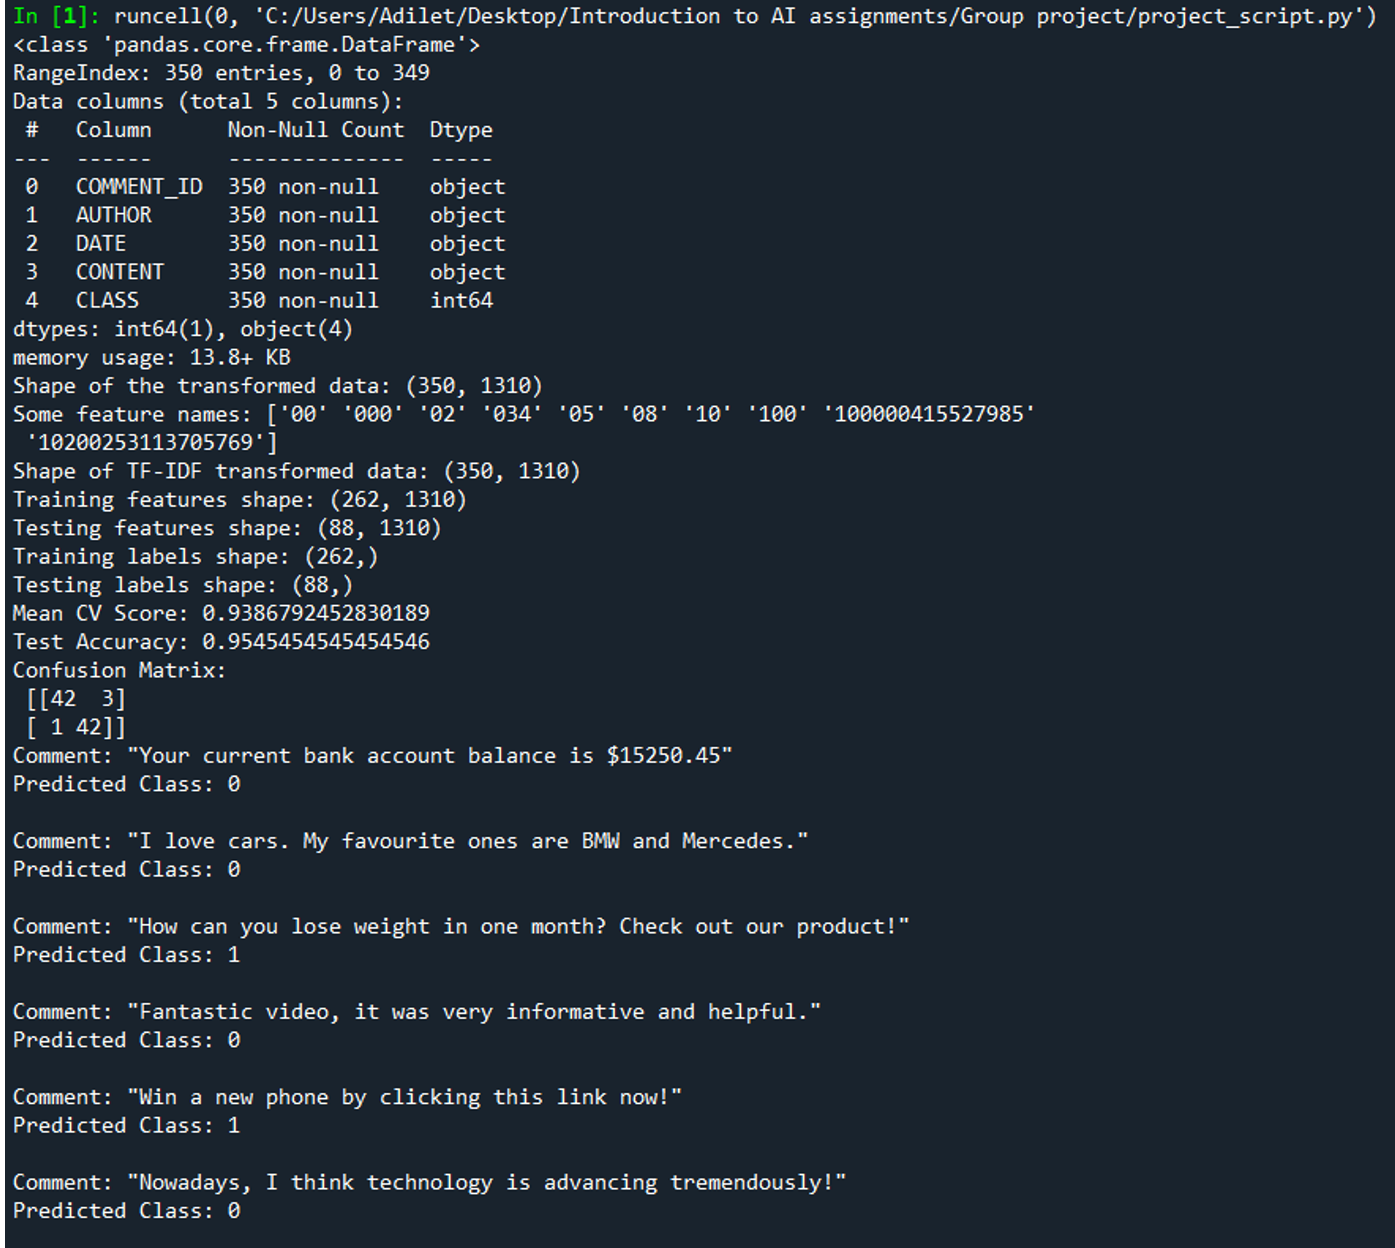 In [1]: runcell(0, 'C:/Users/Adilet/Desktop/Introduction to AI assignments/Group project/project_script.py')
<class 'pandas.core.frame.DataFrame'>
RangeIndex: 350 entries, 0 to 349
Data columns (total 5 columns):
 #   Column      Non-Null Count  Dtype
---  ------      --------------  -----
 0   COMMENT_ID  350 non-null    object
 1   AUTHOR      350 non-null    object
 2   DATE        350 non-null    object
 3   CONTENT     350 non-null    object
 4   CLASS       350 non-null    int64
dtypes: int64(1), object(4)
memory usage: 13.8+ KB
Shape of the transformed data: (350, 1310)
Some feature names: ['00' '000' '02' '034' '05' '08' '10' '100' '100000415527985'
 '10200253113705769']
Shape of TF-IDF transformed data: (350, 1310)
Training features shape: (262, 1310)
Testing features shape: (88, 1310)
Training labels shape: (262,)
Testing labels shape: (88,)
Mean CV Score: 0.9386792452830189
Test Accuracy: 0.9545454545454546
Confusion Matrix:
 [[42  3]
 [ 1 42]]
Comment: "Your current bank account balance is $15250.45"
Predicted Class: 0

Comment: "I love cars. My favourite ones are BMW and Mercedes."
Predicted Class: 0

Comment: "How can you lose weight in one month? Check out our product!"
Predicted Class: 1

Comment: "Fantastic video, it was very informative and helpful."
Predicted Class: 0

Comment: "Win a new phone by clicking this link now!"
Predicted Class: 1

Comment: "Nowadays, I think technology is advancing tremendously!"
Predicted Class: 0